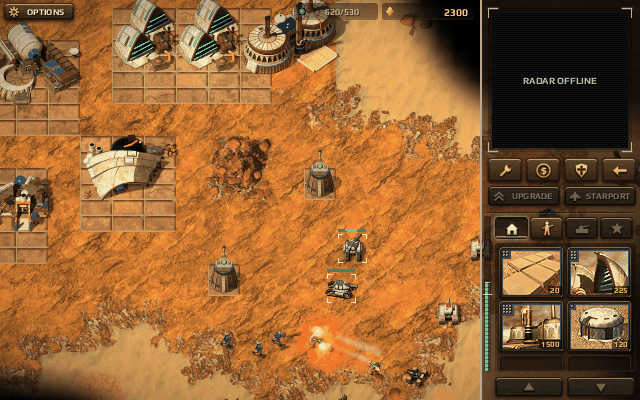 OPTIONS
620/530
2300
RADAR OFFLINE
UPGRADE
STARPORT
20
225
1500
120